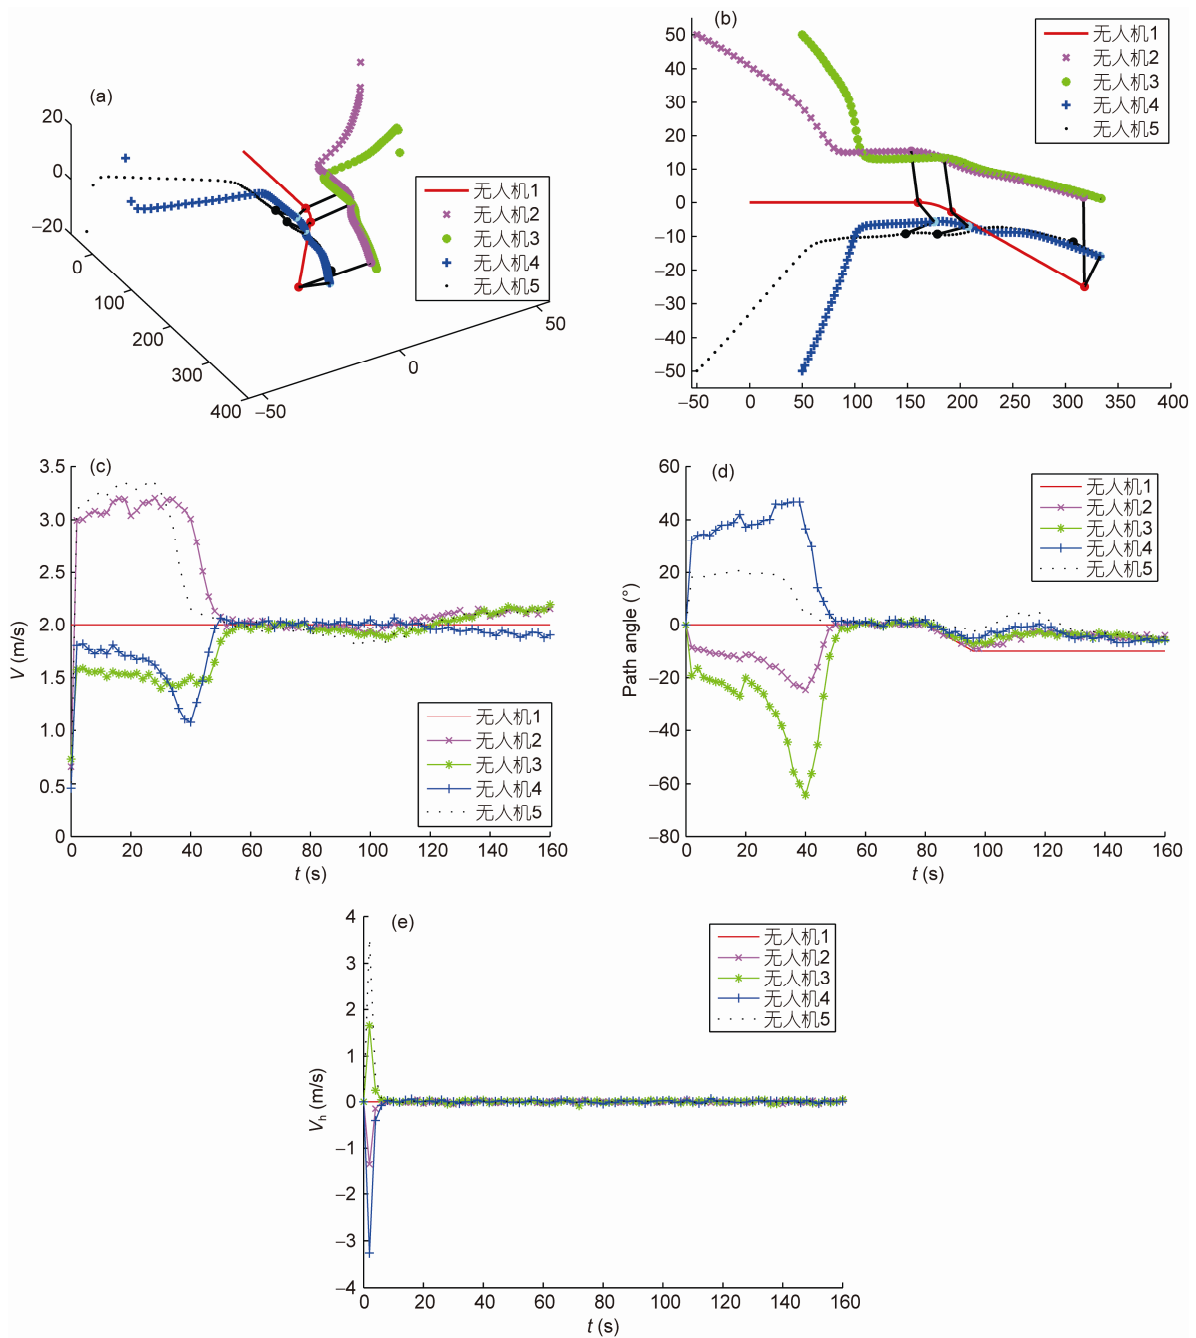 (a)
20
0
−20
0
100
200
300
400
−50
0
50
无人机1
无人机2
无人机3
无人机4
无人机5
(b)
50
40
30
20
10
0
−10
−20
−30
−40
−50
−50 0 50 100 150 200 250 300 350 400
无人机1
无人机2
无人机3
无人机4
无人机5
(c)
3.5
3.0
2.5
2.0
1.5
1.0
0.5
0
V (m/s)
0 20 40 60 80 100 120 140 160
t (s)
无人机1
无人机2
无人机3
无人机4
无人机5
(d)
60
40
20
0
−20
−40
−60
−80
Path angle (°)
0 20 40 60 80 100 120 140 160
t (s)
无人机1
无人机2
无人机3
无人机4
无人机5
(e)
4
3
2
1
0
−1
−2
−3
−4
Vh (m/s)
0 20 40 60 80 100 120 140 160
t (s)
无人机1
无人机2
无人机3
无人机4
无人机5